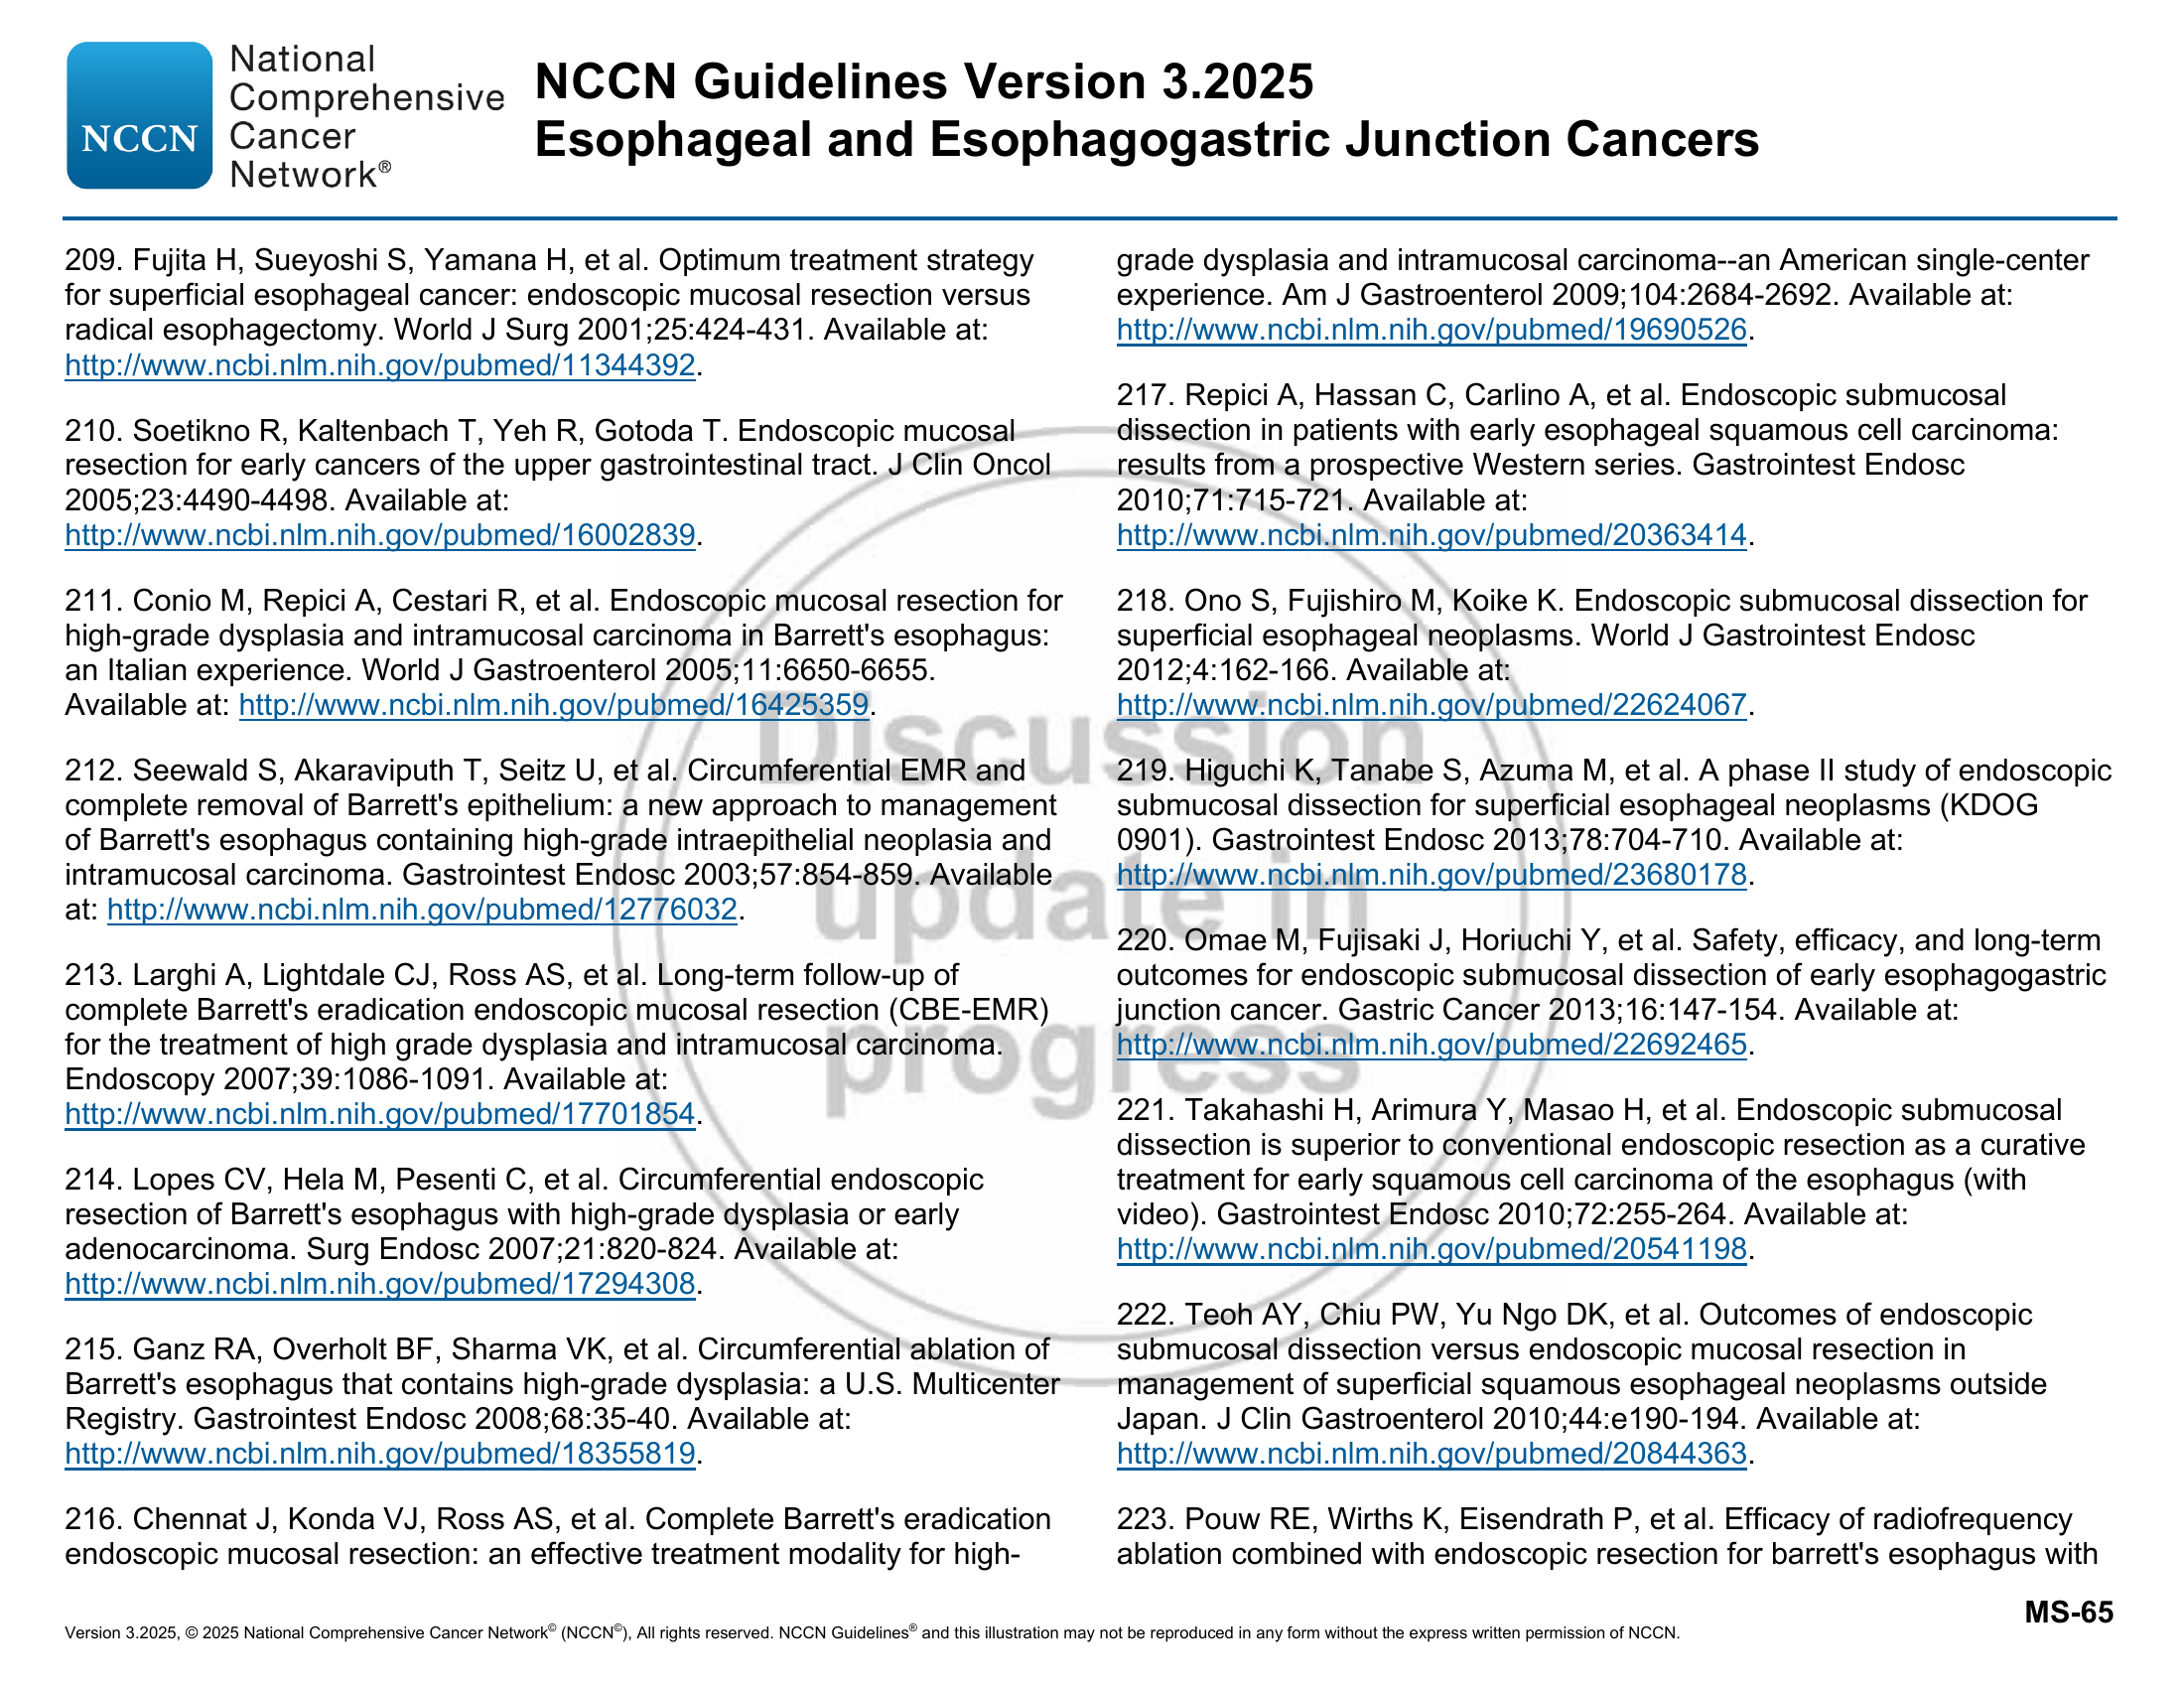 NCCN
National
Comprehensive
Cancer
Network®
NCCN Guidelines Version 3.2025
Esophageal and Esophagogastric Junction Cancers
209. Fujita H, Sueyoshi S, Yamana H, et al. Optimum treatment strategy
for superficial esophageal cancer: endoscopic mucosal resection versus
radical esophagectomy. World J Surg 2001;25:424-431. Available at:
http://www.ncbi.nlm.nih.gov/pubmed/11344392.
210. Soetikno R, Kaltenbach T, Yeh R, Gotoda T. Endoscopic mucosal
resection for early cancers of the upper gastrointestinal tract. J Clin Oncol
2005;23:4490-4498. Available at:
http://www.ncbi.nlm.nih.gov/pubmed/16002839.
211. Conio M, Repici A, Cestari R, et al. Endoscopic mucosal resection for
high-grade dysplasia and intramucosal carcinoma in Barrett's esophagus:
an Italian experience. World J Gastroenterol 2005;11:6650-6655.
Available at: http://www.ncbi.nlm.nih.gov/pubmed/16425359.
212. Seewald S, Akaraviputh T, Seitz U, et al. Circumferential EMR and
complete removal of Barrett's epithelium: a new approach to management
of Barrett's esophagus containing high-grade intraepithelial neoplasia and
intramucosal carcinoma. Gastrointest Endosc 2003;57:854-859. Available
at: http://www.ncbi.nlm.nih.gov/pubmed/12776032.
213. Larghi A, Lightdale CJ, Ross AS, et al. Long-term follow-up of
complete Barrett's eradication endoscopic mucosal resection (CBE-EMR)
for the treatment of high grade dysplasia and intramucosal carcinoma.
Endoscopy 2007;39:1086-1091. Available at:
http://www.ncbi.nlm.nih.gov/pubmed/17701854.
214. Lopes CV, Hela M, Pesenti C, et al. Circumferential endoscopic
resection of Barrett's esophagus with high-grade dysplasia or early
adenocarcinoma. Surg Endosc 2007;21:820-824. Available at:
http://www.ncbi.nlm.nih.gov/pubmed/17294308.
215. Ganz RA, Overholt BF, Sharma VK, et al. Circumferential ablation of
Barrett's esophagus that contains high-grade dysplasia: a U.S. Multicenter
Registry. Gastrointest Endosc 2008;68:35-40. Available at:
http://www.ncbi.nlm.nih.gov/pubmed/18355819.
216. Chennat J, Konda VJ, Ross AS, et al. Complete Barrett's eradication
endoscopic mucosal resection: an effective treatment modality for high-
grade dysplasia and intramucosal carcinoma--an American single-center
experience. Am J Gastroenterol 2009;104:2684-2692. Available at:
http://www.ncbi.nlm.nih.gov/pubmed/19690526.
217. Repici A, Hassan C, Carlino A, et al. Endoscopic submucosal
dissection in patients with early esophageal squamous cell carcinoma:
results from a prospective Western series. Gastrointest Endosc
2010;71:715-721. Available at:
http://www.ncbi.nlm.nih.gov/pubmed/20363414.
218. Ono S, Fujishiro M, Koike K. Endoscopic submucosal dissection for
superficial esophageal neoplasms. World J Gastrointest Endosc
2012;4:162-166. Available at:
http://www.ncbi.nlm.nih.gov/pubmed/22624067.
219. Higuchi K, Tanabe S, Azuma M, et al. A phase II study of endoscopic
submucosal dissection for superficial esophageal neoplasms (KDOG
0901). Gastrointest Endosc 2013;78:704-710. Available at:
http://www.ncbi.nlm.nih.gov/pubmed/23680178.
220. Omae M, Fujisaki J, Horiuchi Y, et al. Safety, efficacy, and long-term
outcomes for endoscopic submucosal dissection of early esophagogastric
junction cancer. Gastric Cancer 2013;16:147-154. Available at:
http://www.ncbi.nlm.nih.gov/pubmed/22692465.
221. Takahashi H, Arimura Y, Masao H, et al. Endoscopic submucosal
dissection is superior to conventional endoscopic resection as a curative
treatment for early squamous cell carcinoma of the esophagus (with
video). Gastrointest Endosc 2010;72:255-264. Available at:
http://www.ncbi.nlm.nih.gov/pubmed/20541198.
222. Teoh AY, Chiu PW, Yu Ngo DK, et al. Outcomes of endoscopic
submucosal dissection versus endoscopic mucosal resection in
management of superficial squamous esophageal neoplasms outside
Japan. J Clin Gastroenterol 2010;44:e190-194. Available at:
http://www.ncbi.nlm.nih.gov/pubmed/20844363.
223. Pouw RE, Wirths K, Eisendrath P, et al. Efficacy of radiofrequency
ablation combined with endoscopic resection for barrett's esophagus with
Discussion
update in
progress
MS-65
Version 3.2025, © 2025 National Comprehensive Cancer Network© (NCCN©), All rights reserved. NCCN Guidelines® and this illustration may not be reproduced in any form without the express written permission of NCCN.